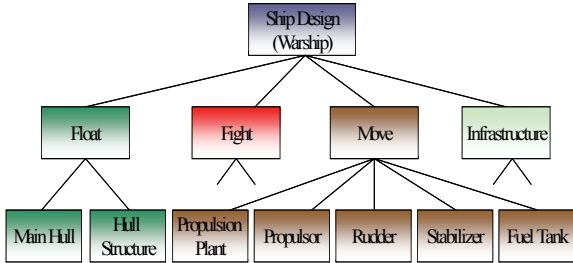 Ship Design
(Warship)
Float
Fight
Move
Infrastructure
Main Hull
Hull
Structure
Propulsion
Plant
Propulsor
Rudder
Stabilizer
Fuel Tank